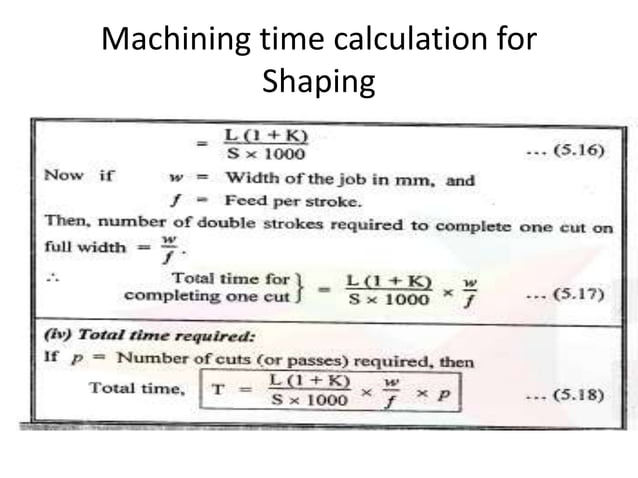 Machining time calculation for
Shaping
= L (1 + K) / S × 1000 ... (5.16)
Now if w = Width of the job in mm, and
f = Feed per stroke.
Then, number of double strokes required to complete one cut on
full width = w / f .
∴ Total time for completing one cut } = L (1 + K) / S × 1000 × w / f ... (5.17)
(iv) Total time required:
If p = Number of cuts (or passes) required, then
Total time, T = L (1 + K) / S × 1000 × w / f × p ... (5.18)